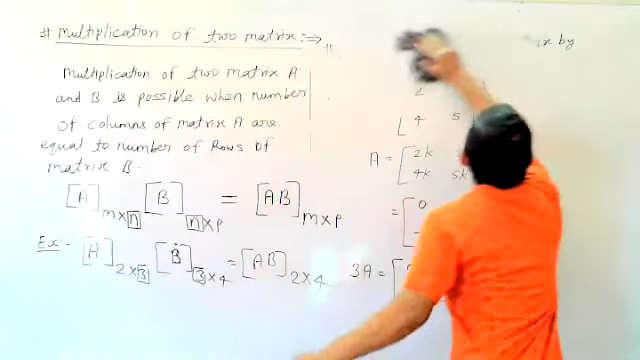 # Multiplication of two matrix :⇒
Multiplication of two matrix A
and B is possible when number
of columns of matrix A are
equal to number of Rows of
matrix B.
[A]m×n [B]n×p = [AB]m×p
Ex:- [A]2×3 [B]3×4 = [AB]2×4
by
4 5
A = [2k
4k 5k
= [0
3A = [